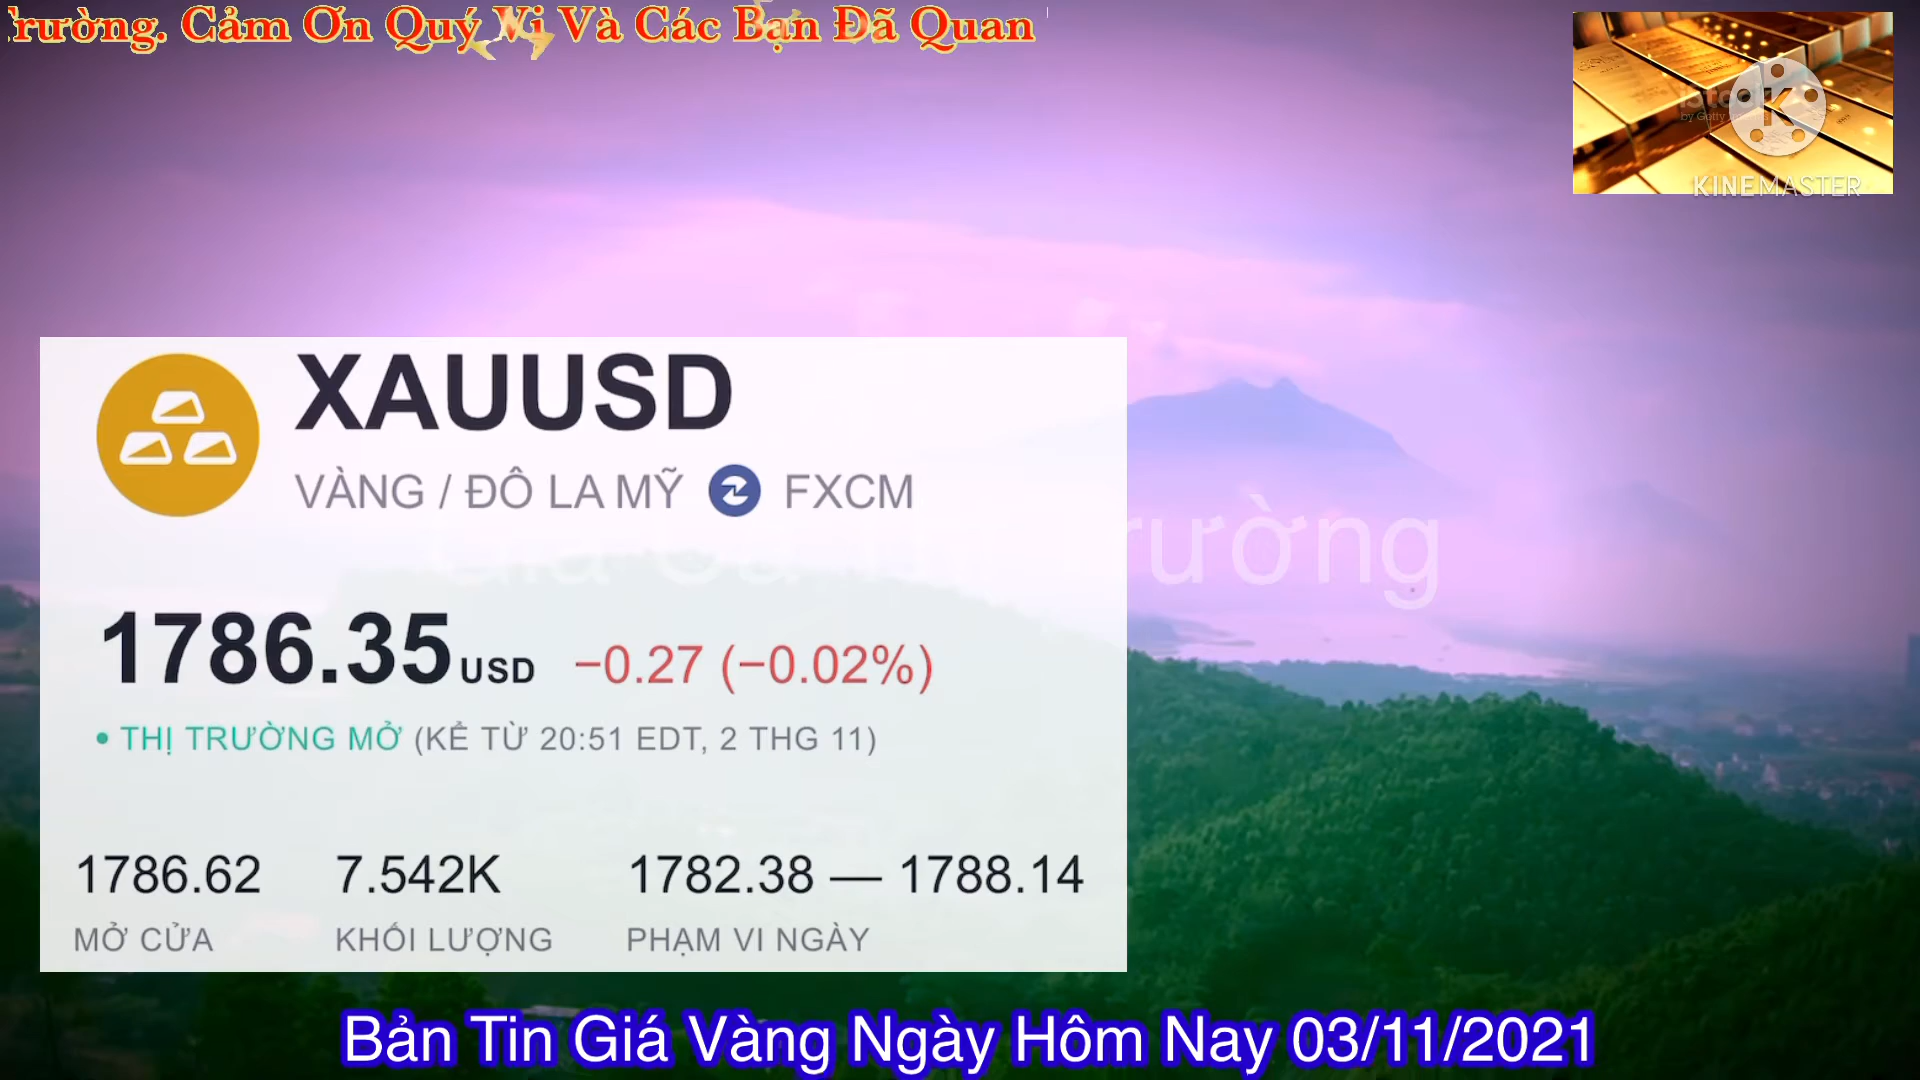 rường. Cảm Ơn Quý Vị Và Các Bạn Đã Quan
KINEMASTER
XAUUSD
VÀNG / ĐÔ LA MỸ FXCM
rường
1786.35 USD −0.27 (−0.02%)
• THỊ TRƯỜNG MỞ (KỂ TỪ 20:51 EDT, 2 THG 11)
1786.62 7.542K 1782.38 — 1788.14
MỞ CỬA KHỐI LƯỢNG PHẠM VI NGÀY
Bản Tin Giá Vàng Ngày Hôm Nay 03/11/2021